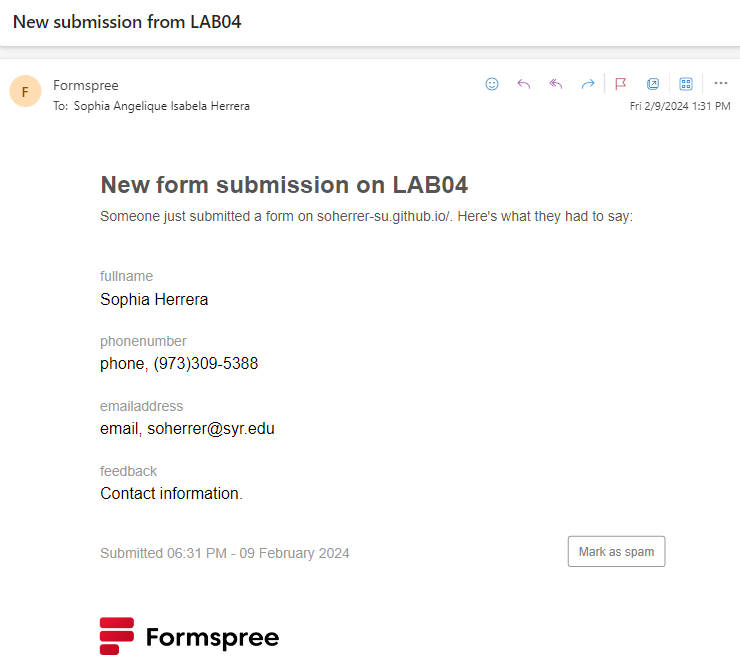 New submission from LAB04
F
Formspree
To: Sophia Angelique Isabela Herrera
Fri 2/9/2024 1:31 PM
New form submission on LAB04
Someone just submitted a form on soherrer-su.github.io/. Here's what they had to say:
fullname
Sophia Herrera
phonenumber
phone, (973)309-5388
emailaddress
email, soherrer@syr.edu
feedback
Contact information.
Submitted 06:31 PM - 09 February 2024
Mark as spam
Formspree